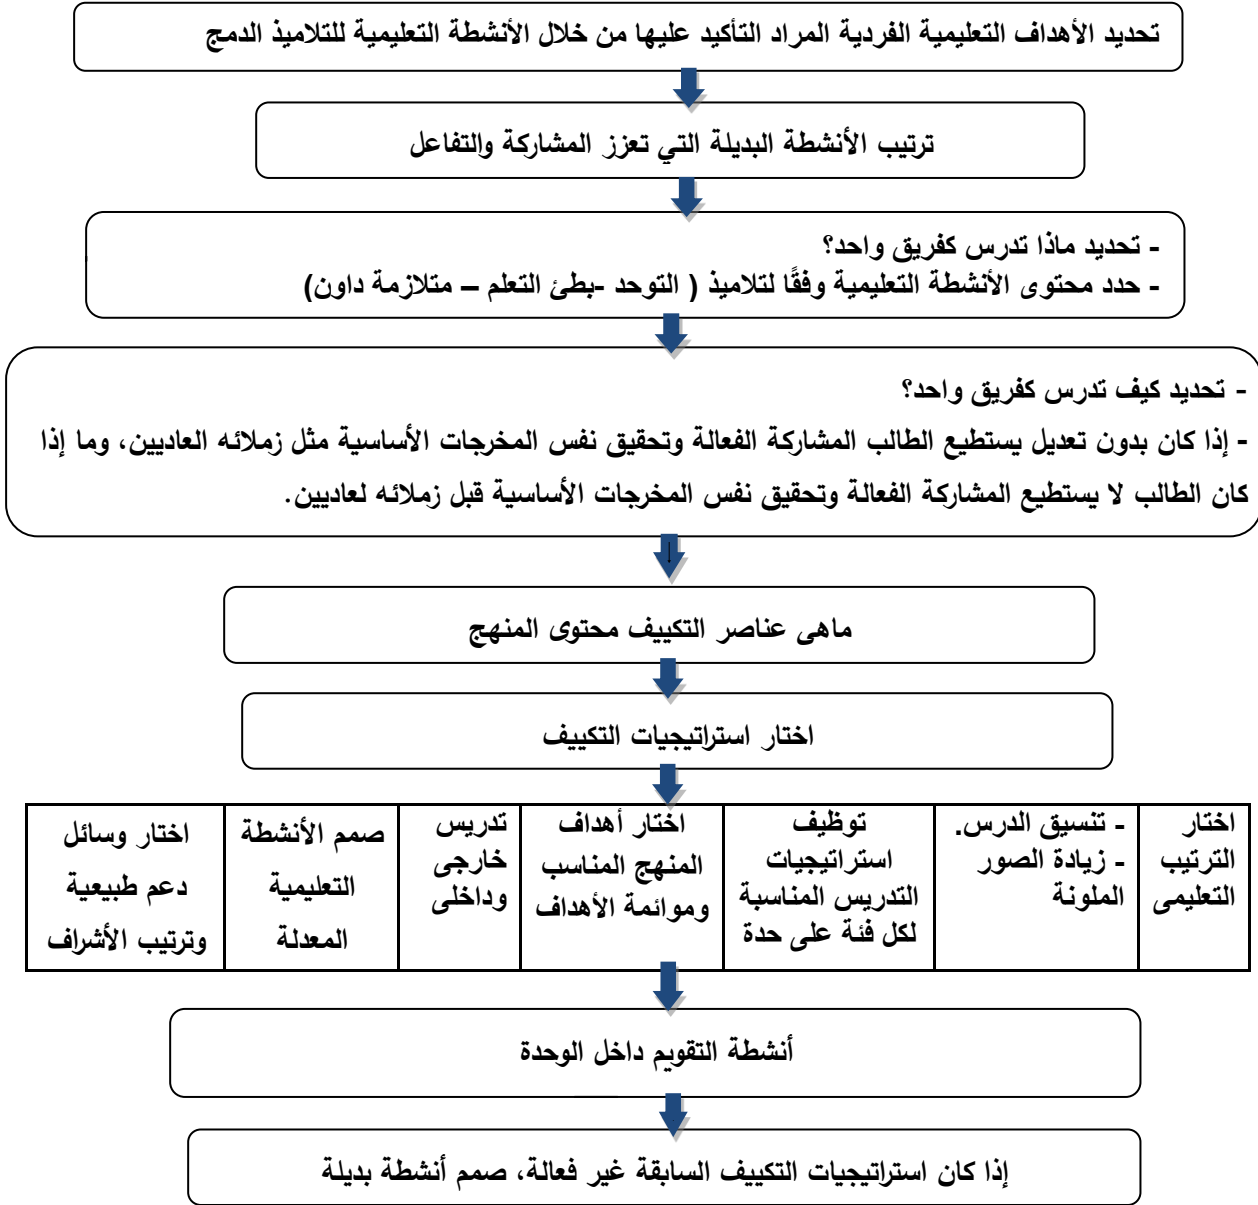 تحديد الأهداف التعليمية الفردية المراد التأكيد عليها من خلال الأنشطة التعليمية للتلاميذ الدمج
ترتيب الأنشطة البديلة التي تعزز المشاركة والتفاعل
- تحديد ماذا تدرس كفريق واحد؟
- حدد محتوى الأنشطة التعليمية وفقًا لتلاميذ ( التوحد -بطئ التعلم – متلازمة داون)
- تحديد كيف تدرس كفريق واحد؟
- إذا كان بدون تعديل يستطيع الطالب المشاركة الفعالة وتحقيق نفس المخرجات الأساسية مثل زملائه العاديين، وما إذا
كان الطالب لا يستطيع المشاركة الفعالة وتحقيق نفس المخرجات الأساسية قبل زملائه لعاديين.
ماهى عناصر التكييف محتوى المنهج
اختار استراتيجيات التكييف
اختار
الترتيب
التعليمى
- تنسيق الدرس.
- زيادة الصور
الملونة
توظيف
استراتيجيات
التدريس المناسبة
لكل فئة على حدة
اختار أهداف
المنهج المناسب
وموائمة الأهداف
تدريس
خارجى
وداخلى
صمم الأنشطة
التعليمية
المعدلة
اختار وسائل
دعم طبيعية
وترتيب الأشراف
أنشطة التقويم داخل الوحدة
إذا كان استراتيجيات التكييف السابقة غير فعالة، صمم أنشطة بديلة